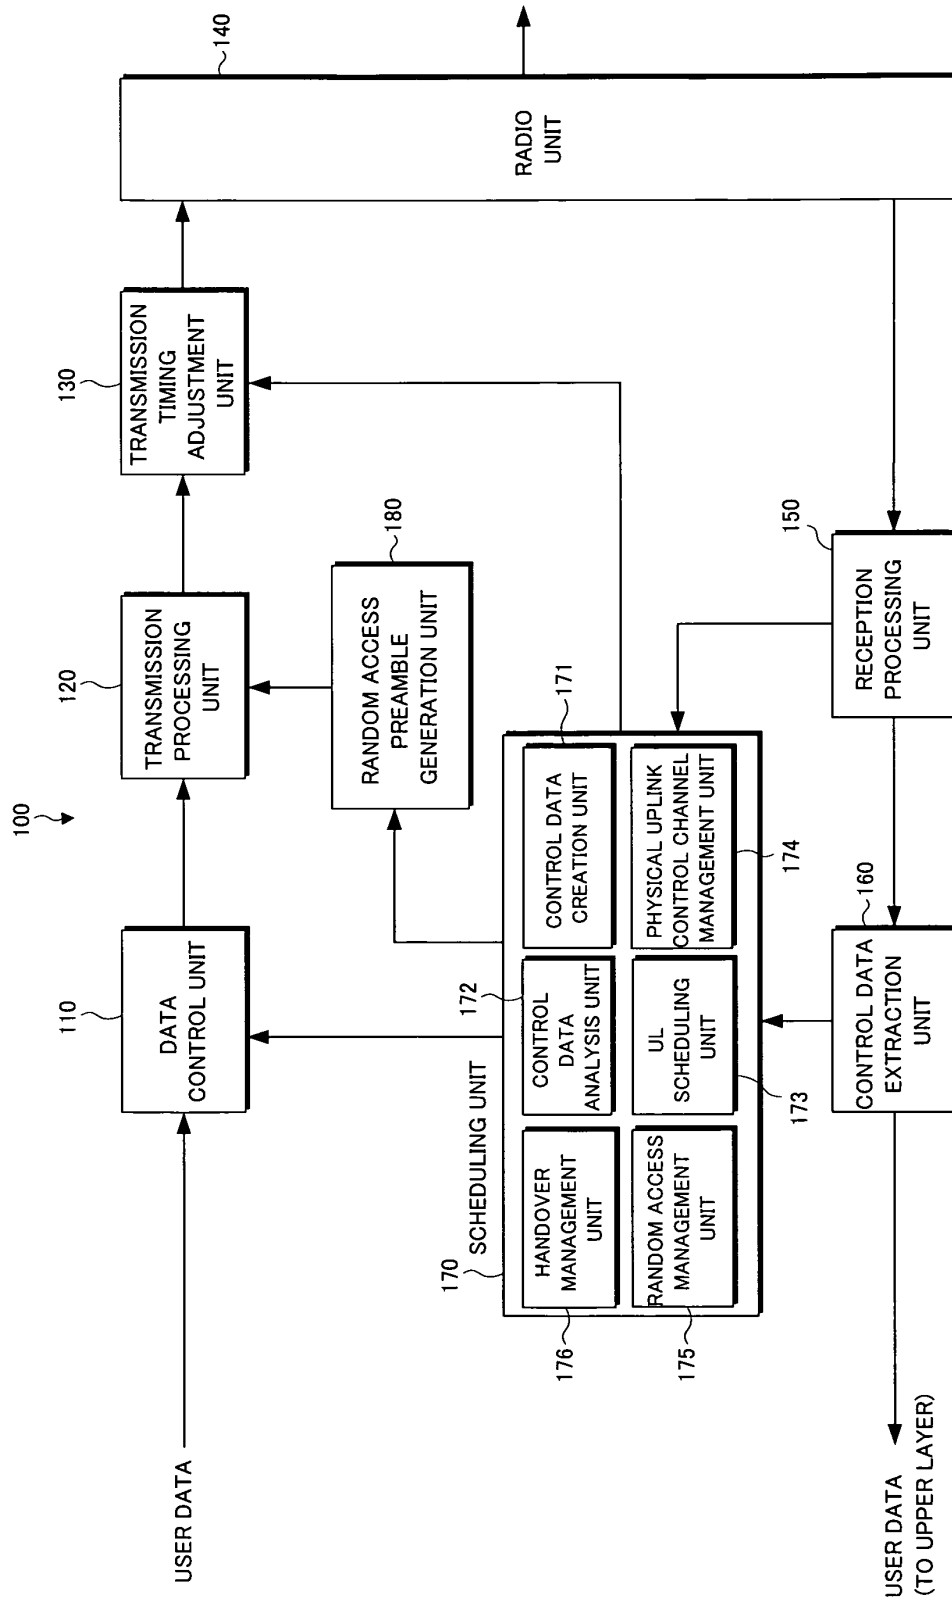 100
110
DATA
CONTROL UNIT
120
TRANSMISSION
PROCESSING
UNIT
130
TRANSMISSION
TIMING
ADJUSTMENT
UNIT
140
RADIO
UNIT
USER DATA
180
RANDOM ACCESS
PREAMBLE
GENERATION UNIT
170
SCHEDULING UNIT
176
HANDOVER
MANAGEMENT
UNIT
172
CONTROL
DATA
ANALYSIS UNIT
171
CONTROL DATA
CREATION UNIT
175
RANDOM ACCESS
MANAGEMENT
UNIT
173
UL
SCHEDULING
UNIT
174
PHYSICAL UPLINK
CONTROL CHANNEL
MANAGEMENT UNIT
160
CONTROL DATA
EXTRACTION
UNIT
150
RECEPTION
PROCESSING
UNIT
USER DATA
(TO UPPER LAYER)